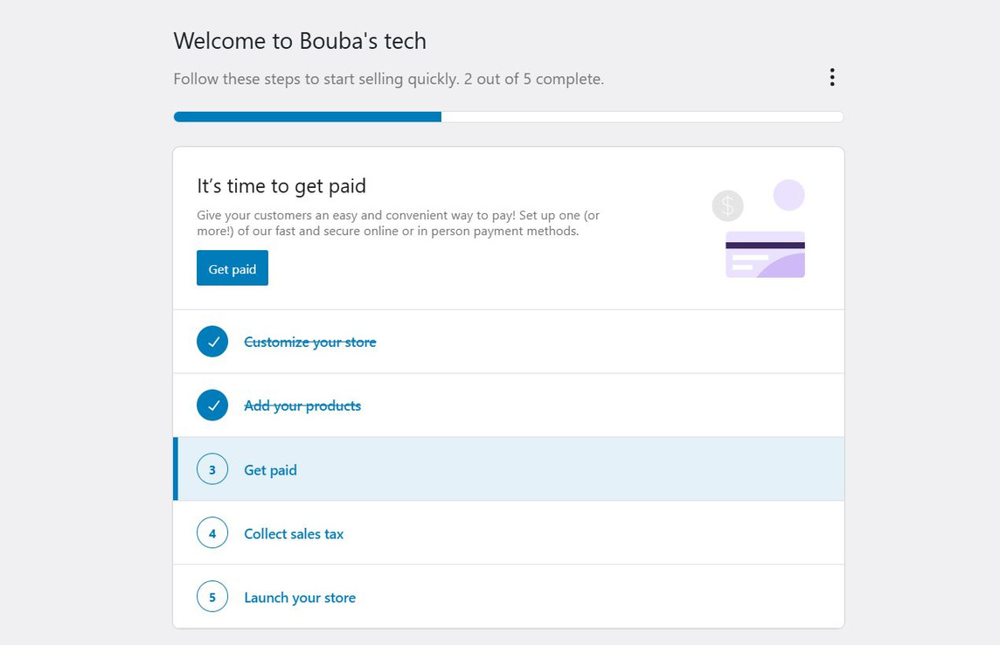 Welcome to Bouba's tech
Follow these steps to start selling quickly. 2 out of 5 complete.
It’s time to get paid
Give your customers an easy and convenient way to pay! Set up one (or
more!) of our fast and secure online or in person payment methods.
$
Get paid
Customize your store
Add your products
3 Get paid
4 Collect sales tax
5 Launch your store